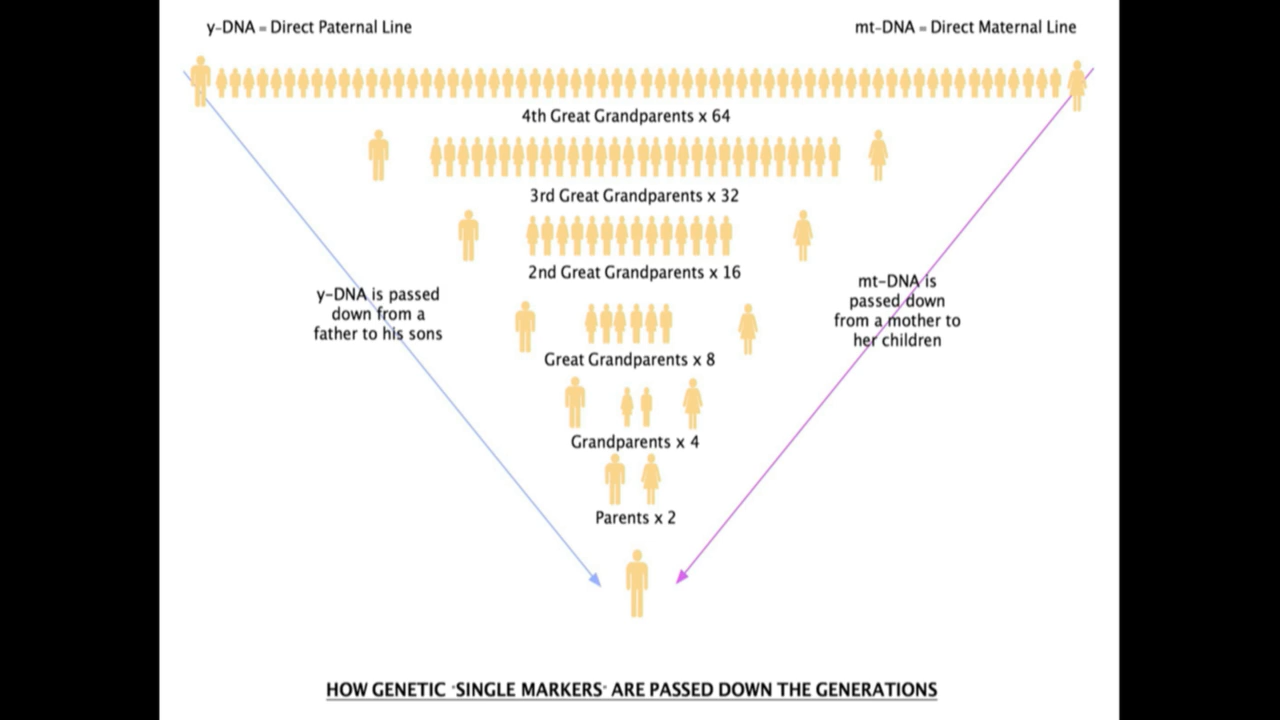 y-DNA = Direct Paternal Line
mt-DNA = Direct Maternal Line
4th Great Grandparents x 64
3rd Great Grandparents x 32
2nd Great Grandparents x 16
y-DNA is passed
down from a
father to his sons
mt-DNA is
passed down
from a mother to
her children
Great Grandparents x 8
Grandparents x 4
Parents x 2
HOW GENETIC 'SINGLE MARKERS' ARE PASSED DOWN THE GENERATIONS